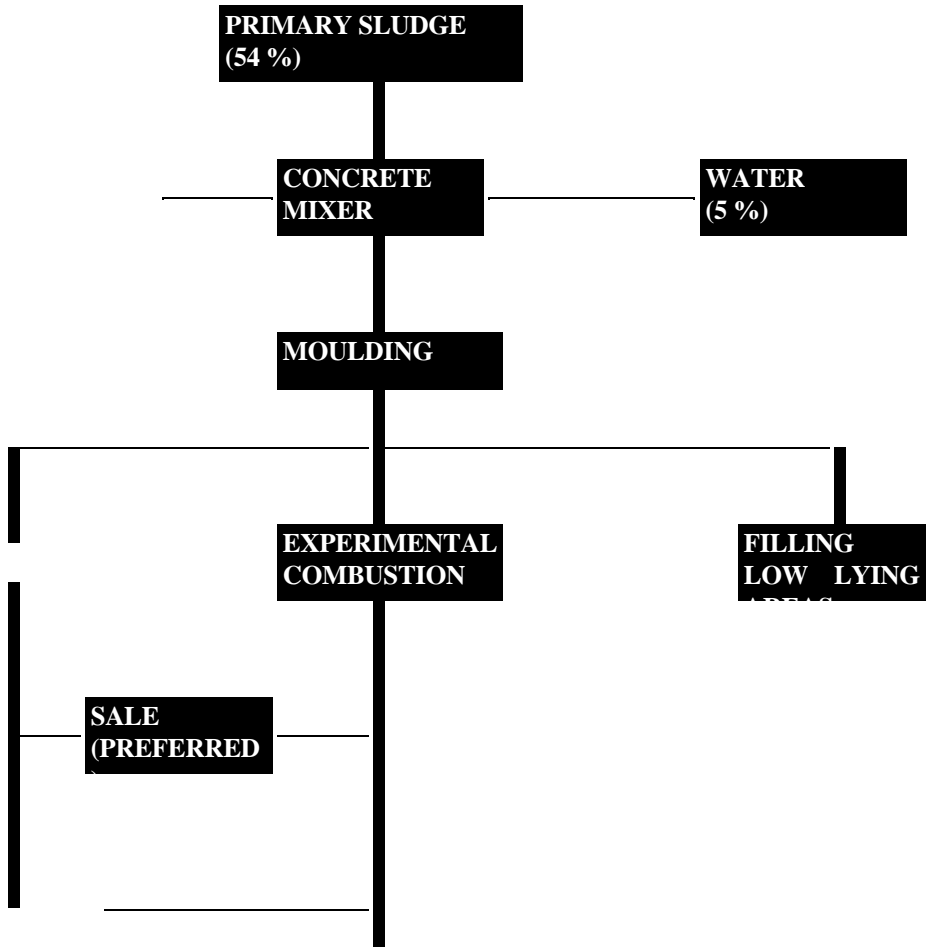 PRIMARY SLUDGE
(54 %)
CONCRETE
MIXER
WATER
(5 %)
MOULDING
EXPERIMENTAL
COMBUSTION
FILLING
LOW LYING
SALE
(PREFERRED